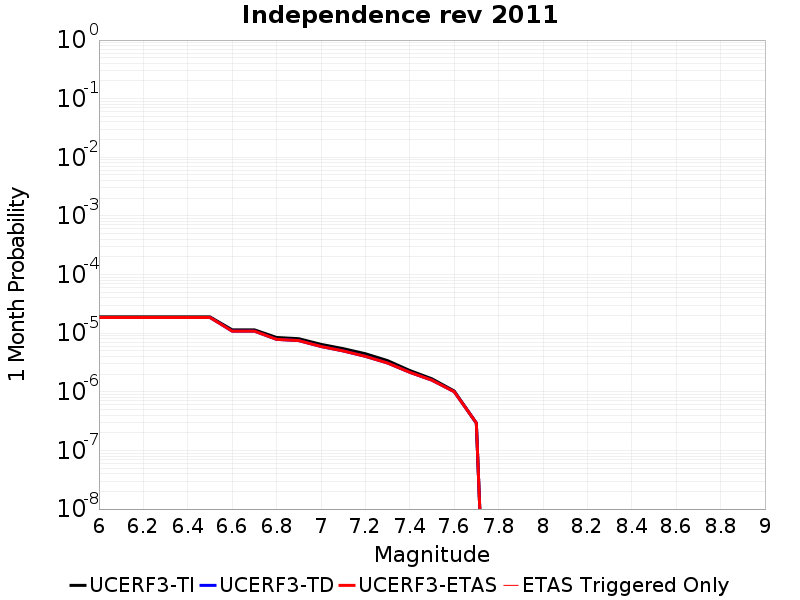 Independence rev 2011
1 Month Probability
10^0
10^-1
10^-2
10^-3
10^-4
10^-5
10^-6
10^-7
10^-8
6 6.2 6.4 6.6 6.8 7 7.2 7.4 7.6 7.8 8 8.2 8.4 8.6 8.8 9
Magnitude
UCERF3-TI UCERF3-TD UCERF3-ETAS ETAS Triggered Only